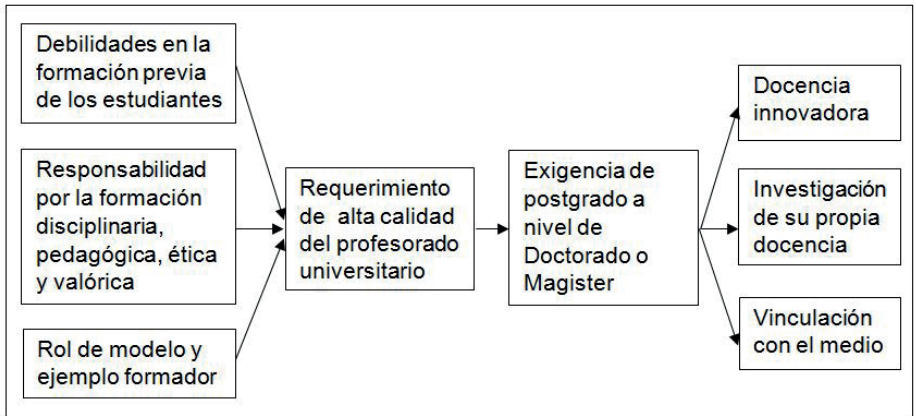 Debilidades en la
formación previa
de los estudiantes
Responsabilidad
por la formación
disciplinaria,
pedagógica, ética
y valórica
Rol de modelo y
ejemplo formador
Requerimiento
de alta calidad
del profesorado
universitario
Exigencia de
postgrado a
nivel de
Doctorado o
Magister
Docencia
innovadora
Investigación
de su propia
docencia
Vinculación
con el medio